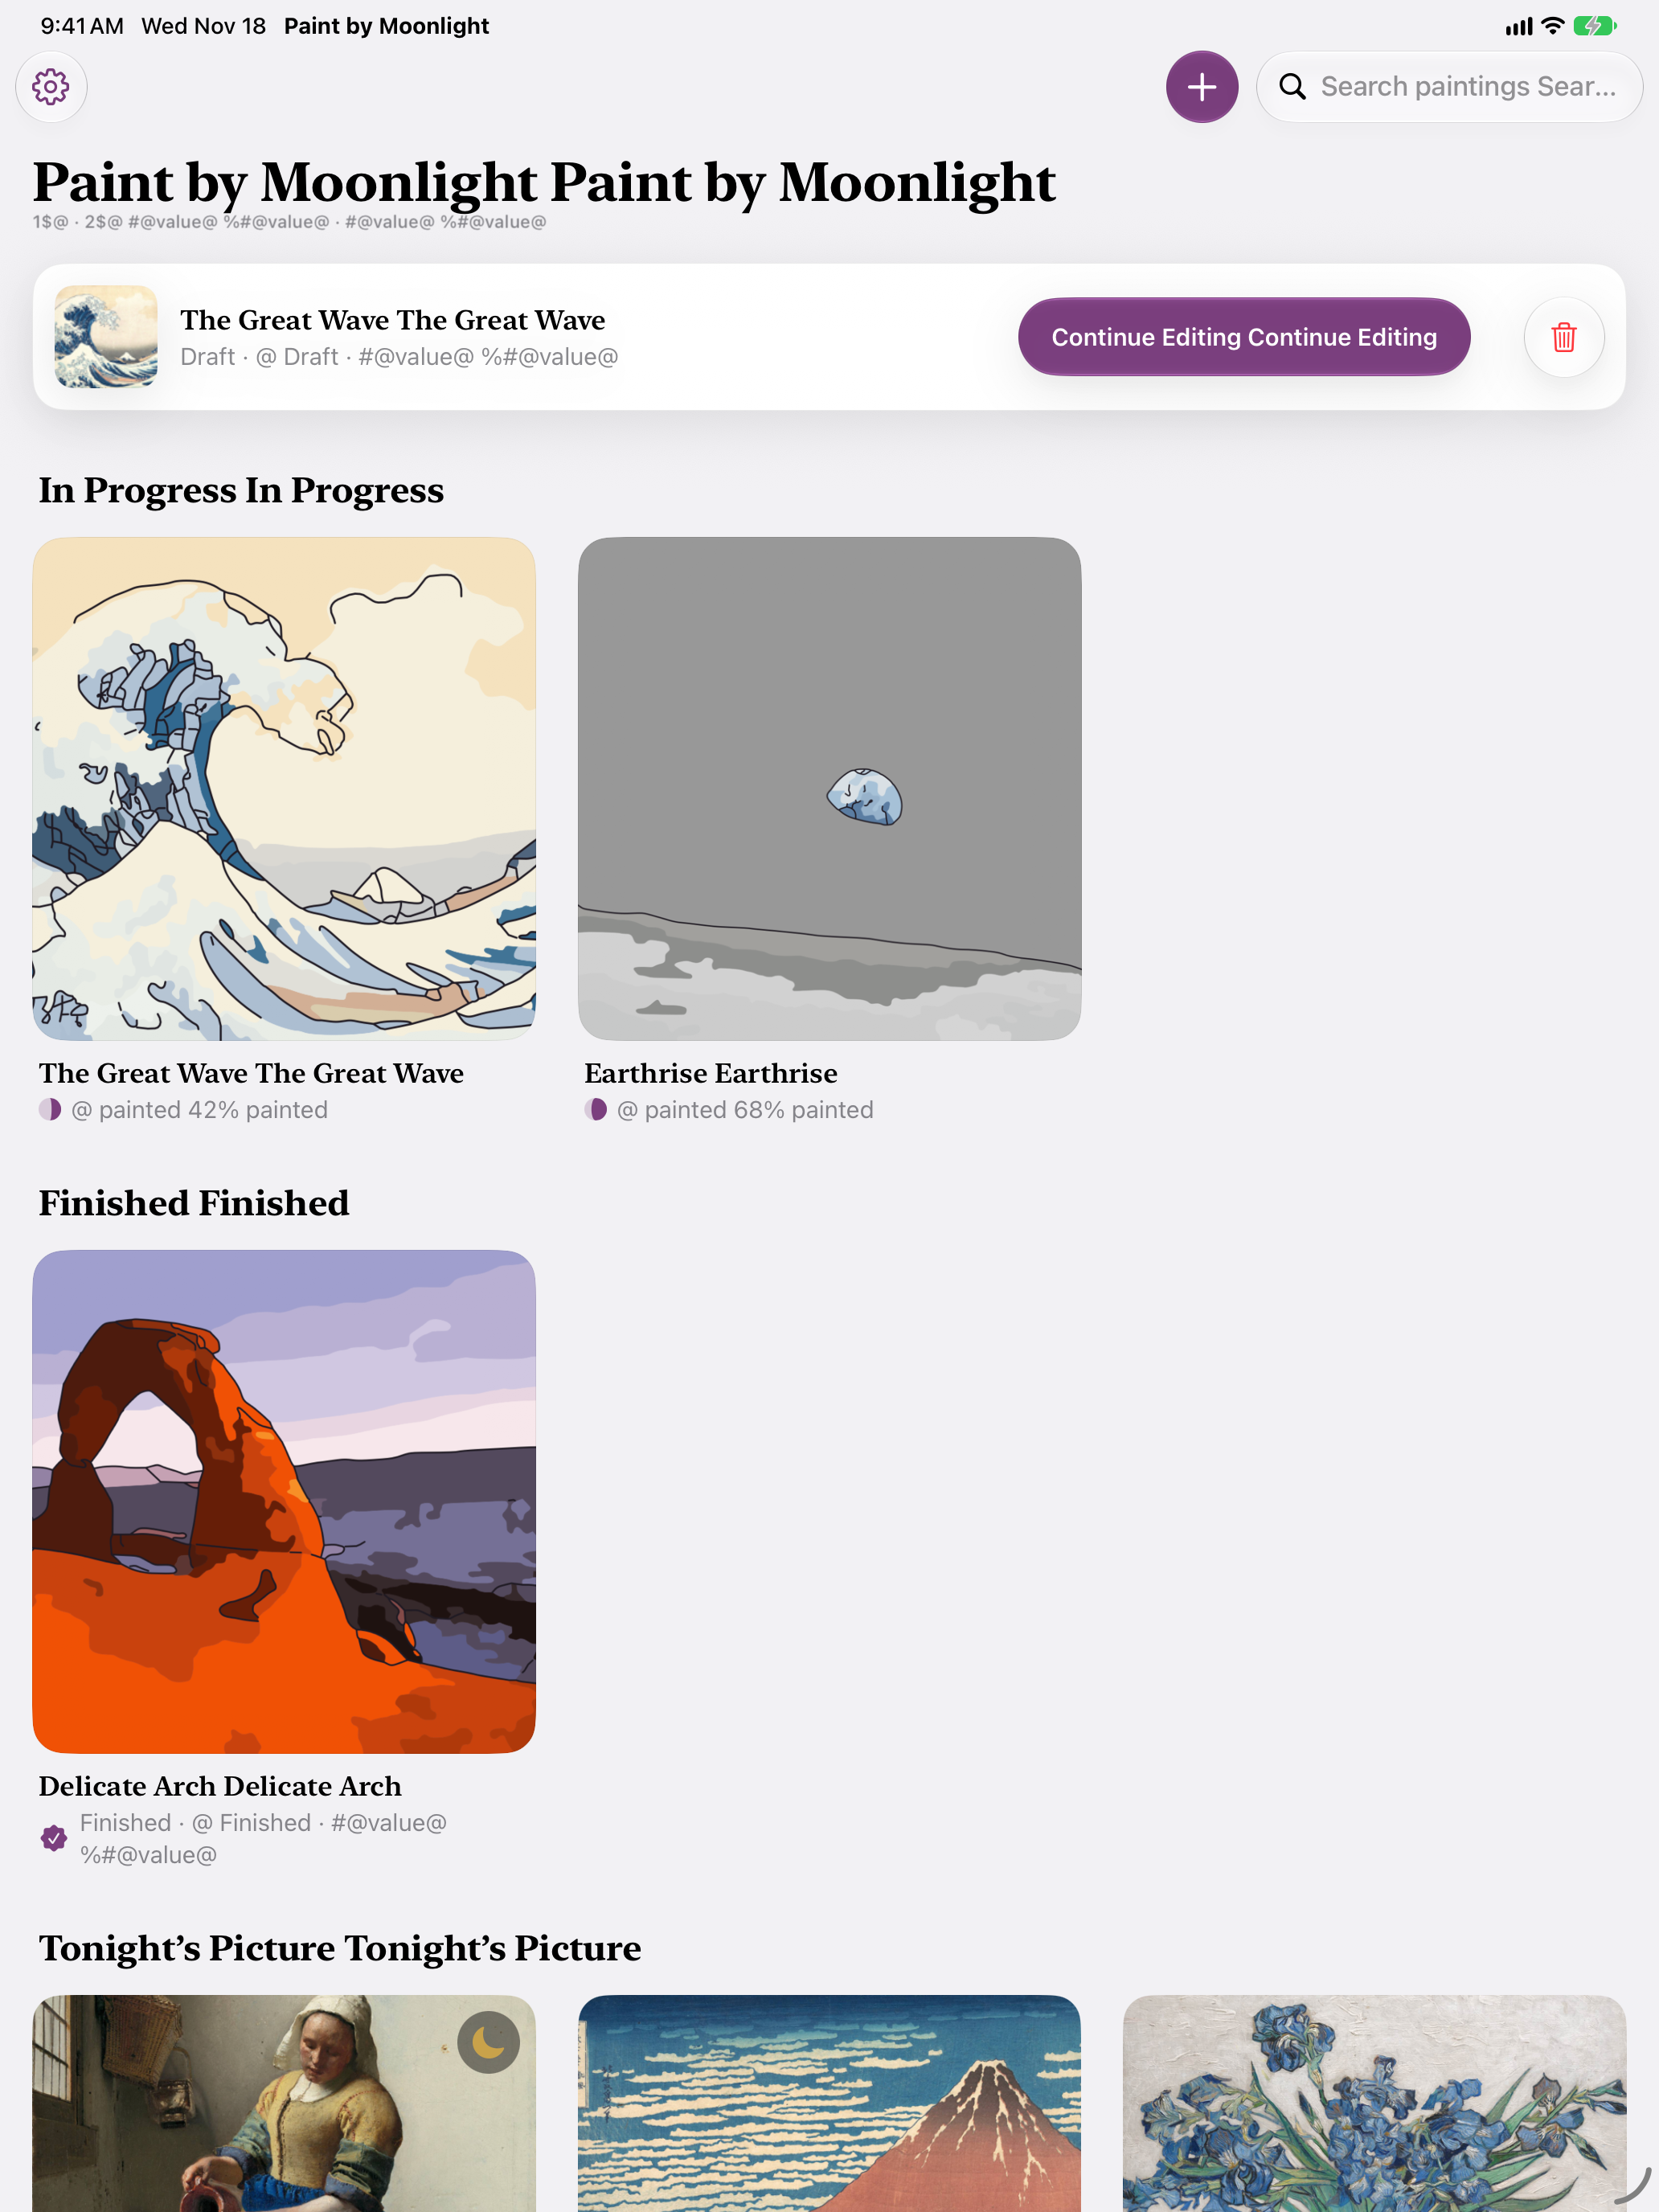 9:41 AM Wed Nov 18 Paint by Moonlight
Search paintings Sear...
Paint by Moonlight Paint by Moonlight
1$@ · 2$@ #@value@ %#@value@ · #@value@ %#@value@
The Great Wave The Great Wave
Draft · @ Draft · #@value@ %#@value@
Continue Editing Continue Editing
In Progress In Progress
The Great Wave The Great Wave
@ painted 42% painted
Earthrise Earthrise
@ painted 68% painted
Finished Finished
Delicate Arch Delicate Arch
Finished · @ Finished · #@value@
%#@value@
Tonight’s Picture Tonight’s Picture